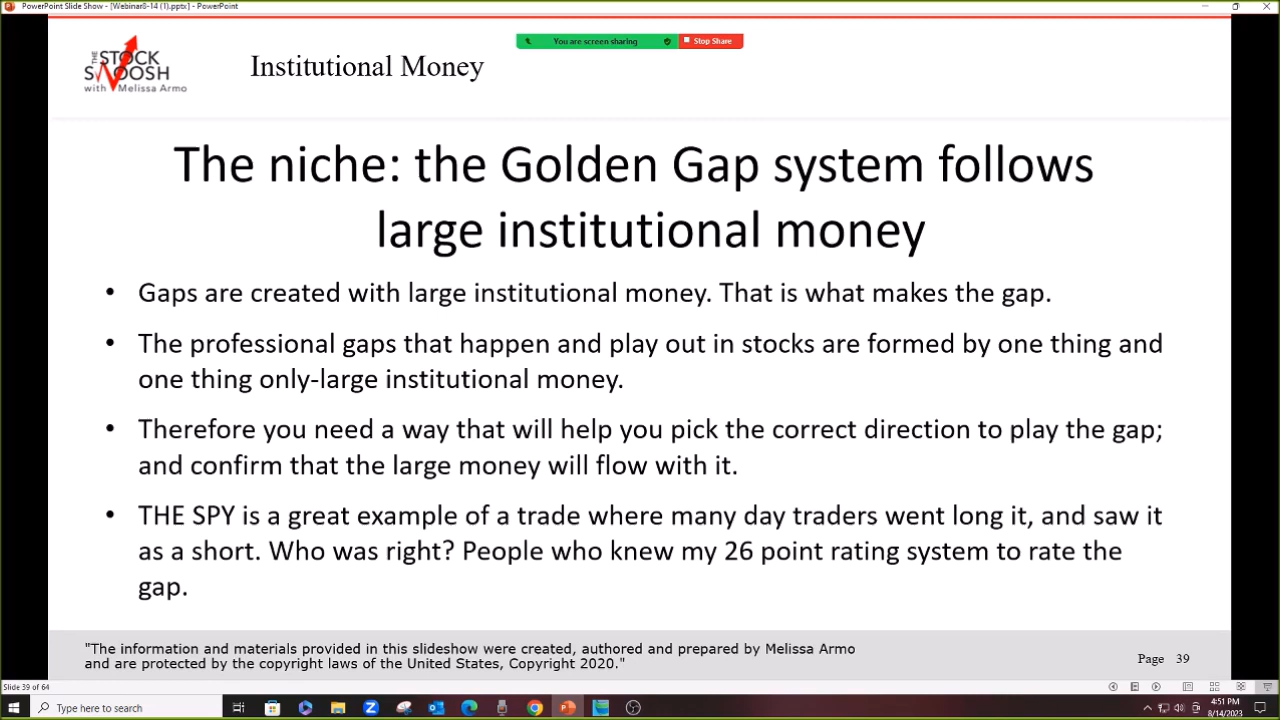 PowerPoint Slide Show - [Webinar8-14 (1).pptx] - PowerPoint
You are screen sharing
Stop Share
THE STOCK
SWOOSH
with Melissa Armo
Institutional Money
The niche: the Golden Gap system follows
large institutional money
• Gaps are created with large institutional money. That is what makes the gap.
• The professional gaps that happen and play out in stocks are formed by one thing and
one thing only-large institutional money.
• Therefore you need a way that will help you pick the correct direction to play the gap;
and confirm that the large money will flow with it.
• THE SPY is a great example of a trade where many day traders went long it, and saw it
as a short. Who was right? People who knew my 26 point rating system to rate the
gap.
"The information and materials provided in this slideshow were created, authored and prepared by Melissa Armo
and are protected by the copyright laws of the United States, Copyright 2020."
Page 39
Slide 39 of 64
Type here to search
4:51 PM
8/14/2023